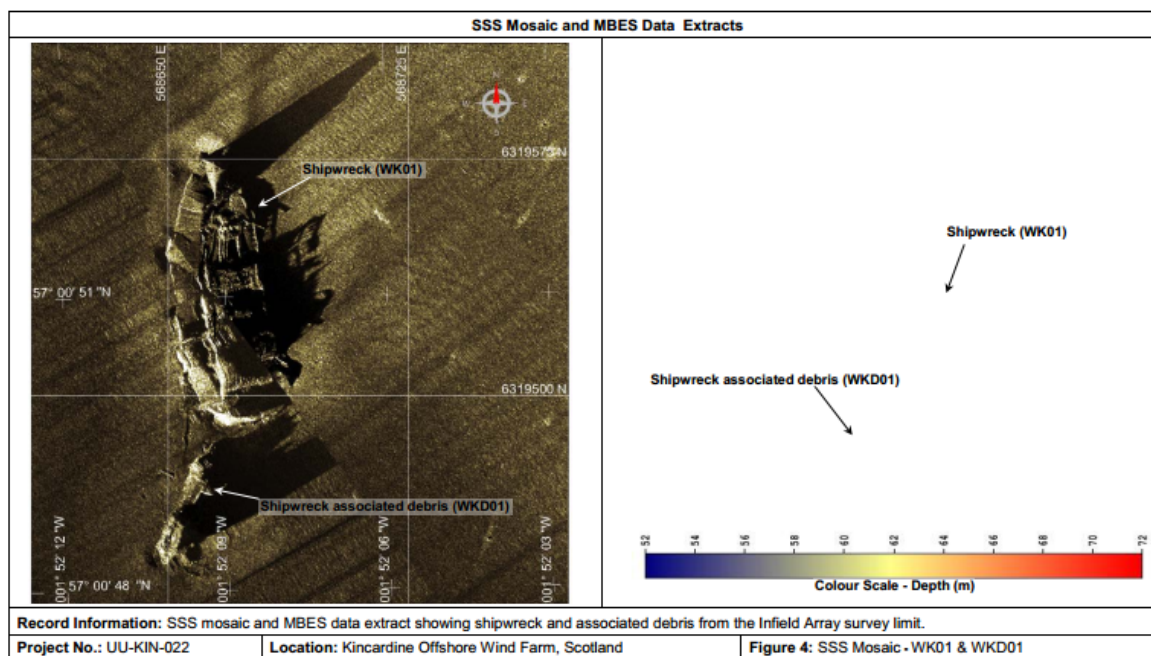 SSS Mosaic and MBES Data Extracts
568650 E
568725 E
N
W
E
S
6319575 N
Shipwreck (WK01)
Shipwreck (WK01)
57° 00' 51 "N
Shipwreck associated debris (WKD01)
6319500 N
Shipwreck associated debris (WKD01)
001° 52' 12 "W
001° 52' 09 "W
001° 52' 06 "W
001° 52' 03 "W
57° 00' 48 "N
52 54 56 58 60 62 64 66 68 70 72
Colour Scale - Depth (m)
Record Information: SSS mosaic and MBES data extract showing shipwreck and associated debris from the Infield Array survey limit.
Project No.: UU-KIN-022 Location: Kincardine Offshore Wind Farm, Scotland Figure 4: SSS Mosaic - WK01 & WKD01